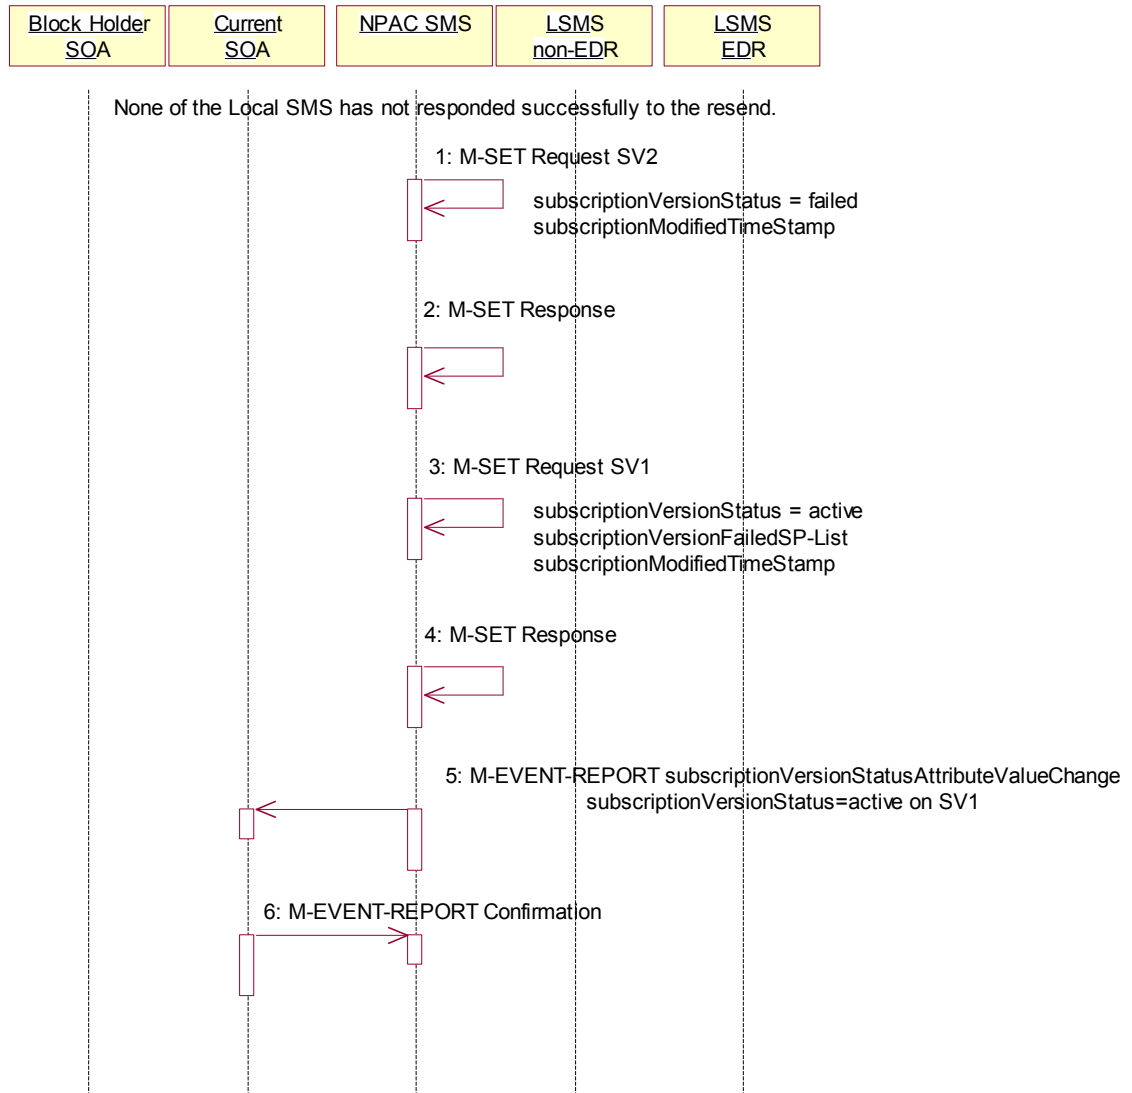 Block Holder
SOA
Current
SOA
NPAC SMS
LSMS
non-EDR
LSMS
EDR
None of the Local SMS has not responded successfully to the resend.
1: M-SET Request SV2
subscriptionVersionStatus = failed
subscriptionModifiedTimeStamp
2: M-SET Response
3: M-SET Request SV1
subscriptionVersionStatus = active
subscriptionVersionFailedSP-List
subscriptionModifiedTimeStamp
4: M-SET Response
5: M-EVENT-REPORT subscriptionVersionStatusAttributeValueChange
subscriptionVersionStatus=active on SV1
6: M-EVENT-REPORT Confirmation